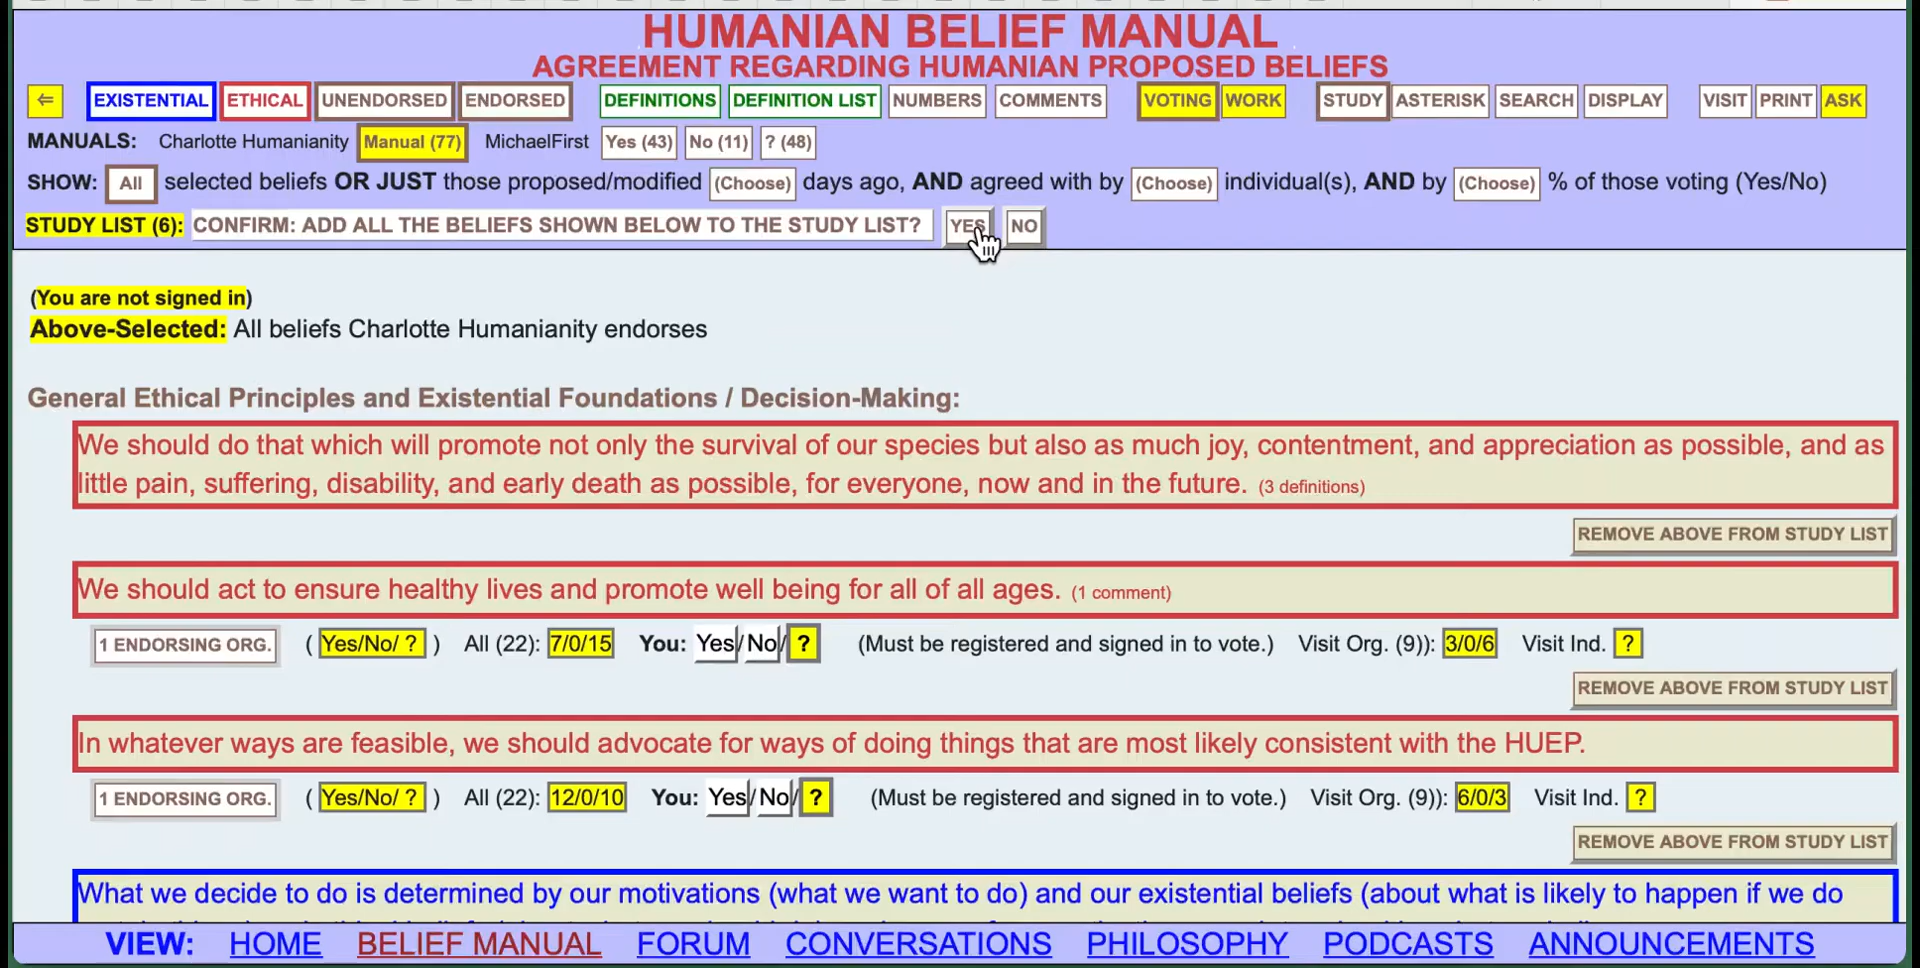 HUMANIAN BELIEF MANUAL
AGREEMENT REGARDING HUMANIAN PROPOSED BELIEFS
⇐ EXISTENTIAL ETHICAL UNENDORSED ENDORSED DEFINITIONS DEFINITION LIST NUMBERS COMMENTS VOTING WORK STUDY ASTERISK SEARCH DISPLAY VISIT PRINT ASK
MANUALS: Charlotte Humanianity Manual (77) MichaelFirst Yes (43) No (11) ? (48)
SHOW: All selected beliefs OR JUST those proposed/modified (Choose) days ago, AND agreed with by (Choose) individual(s), AND by (Choose) % of those voting (Yes/No)
STUDY LIST (6): CONFIRM: ADD ALL THE BELIEFS SHOWN BELOW TO THE STUDY LIST? YES NO
(You are not signed in)
Above-Selected: All beliefs Charlotte Humanianity endorses
General Ethical Principles and Existential Foundations / Decision-Making:
We should do that which will promote not only the survival of our species but also as much joy, contentment, and appreciation as possible, and as
little pain, suffering, disability, and early death as possible, for everyone, now and in the future. (3 definitions)
REMOVE ABOVE FROM STUDY LIST
We should act to ensure healthy lives and promote well being for all of all ages. (1 comment)
1 ENDORSING ORG. ( Yes/No/ ? ) All (22): 7/0/15 You: Yes/No/ ? (Must be registered and signed in to vote.) Visit Org. (9)): 3/0/6 Visit Ind. ?
REMOVE ABOVE FROM STUDY LIST
In whatever ways are feasible, we should advocate for ways of doing things that are most likely consistent with the HUEP.
1 ENDORSING ORG. ( Yes/No/ ? ) All (22): 12/0/10 You: Yes/No/ ? (Must be registered and signed in to vote.) Visit Org. (9)): 6/0/3 Visit Ind. ?
REMOVE ABOVE FROM STUDY LIST
What we decide to do is determined by our motivations (what we want to do) and our existential beliefs (about what is likely to happen if we do
VIEW: HOME BELIEF MANUAL FORUM CONVERSATIONS PHILOSOPHY PODCASTS ANNOUNCEMENTS